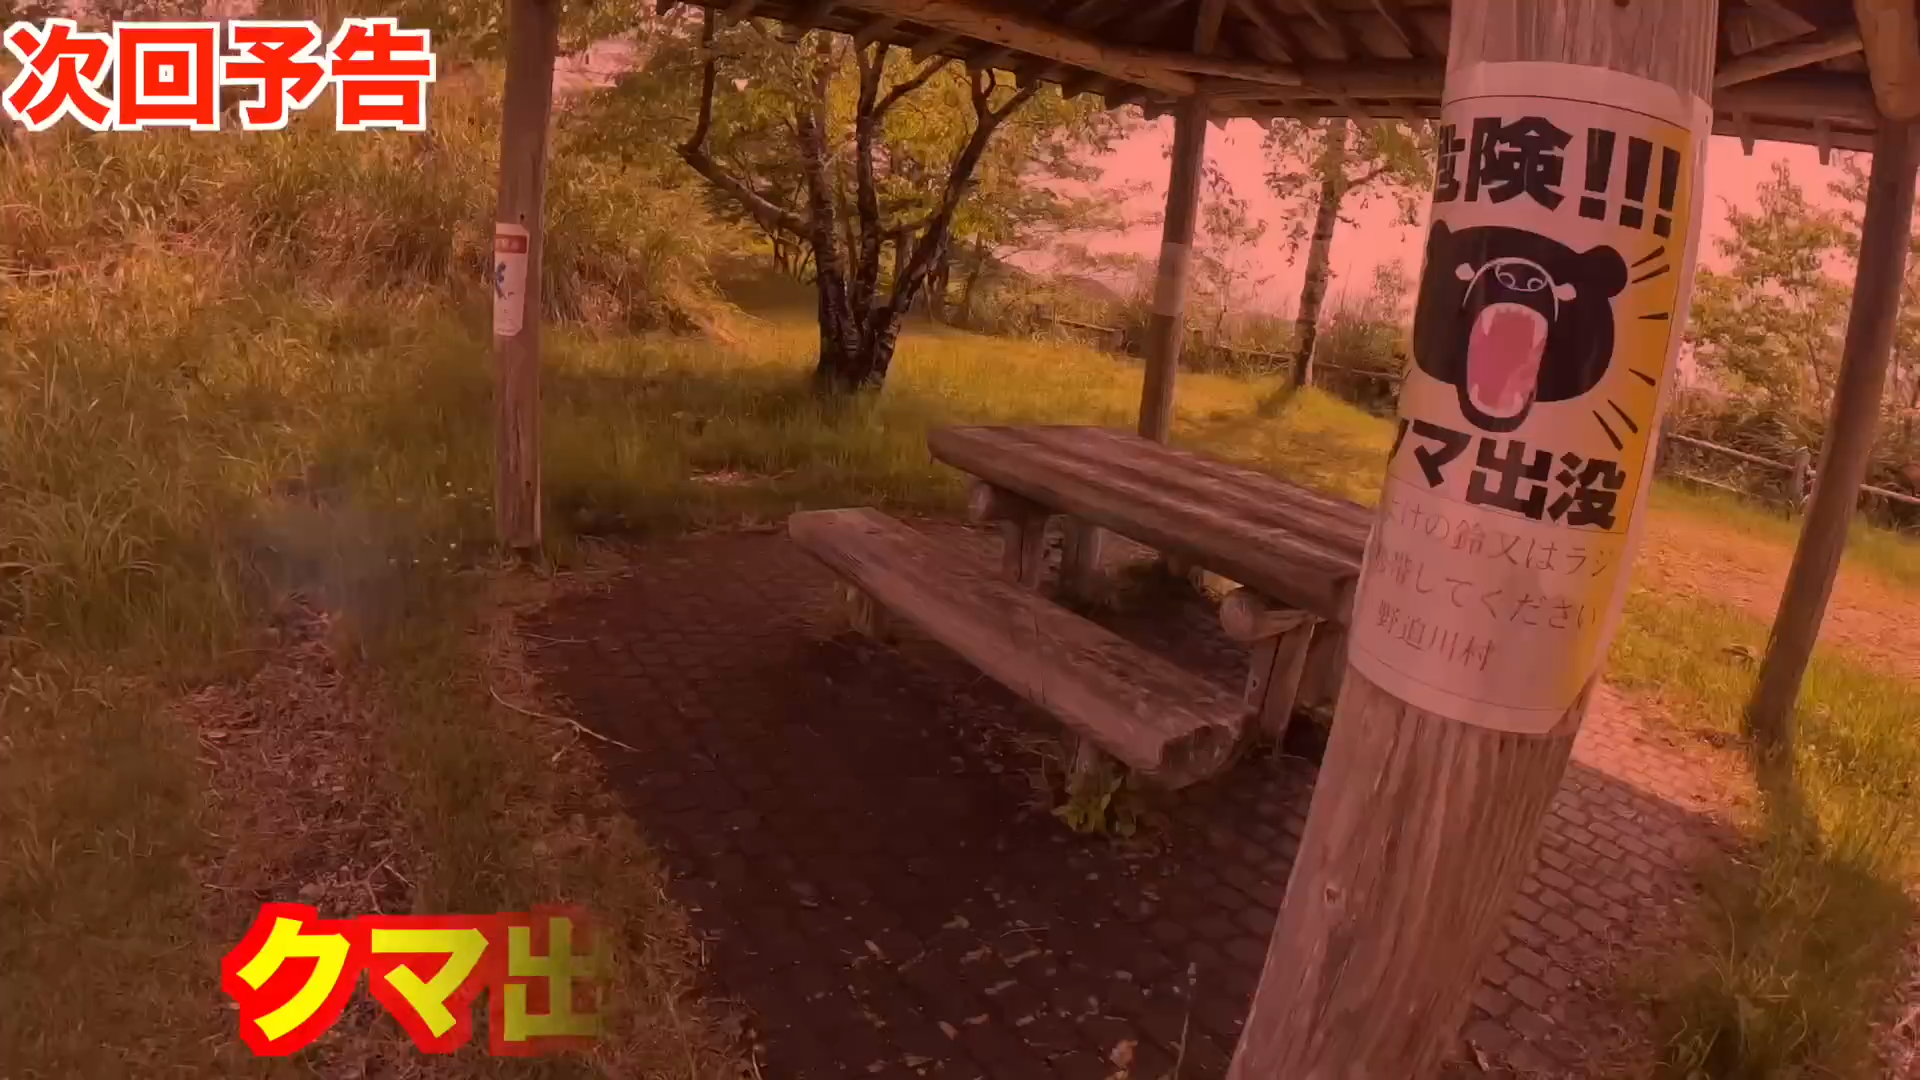 次回予告
険!!!
マ出没
けの鈴又はラジ
帯してください
野迫川村
クマ出